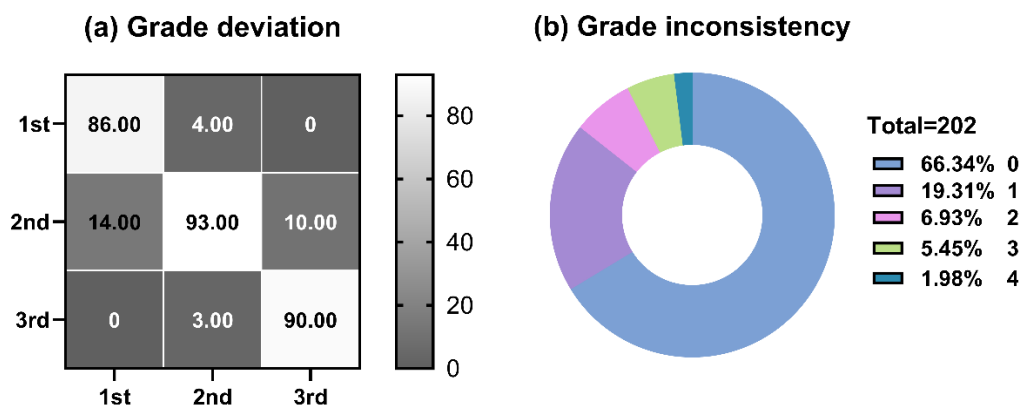 (a) Grade deviation
1st 86.00 4.00 0
2nd 14.00 93.00 10.00
3rd 0 3.00 90.00
1st 2nd 3rd
80
60
40
20
0
(b) Grade inconsistency
Total=202
66.34% 0
19.31% 1
6.93% 2
5.45% 3
1.98% 4